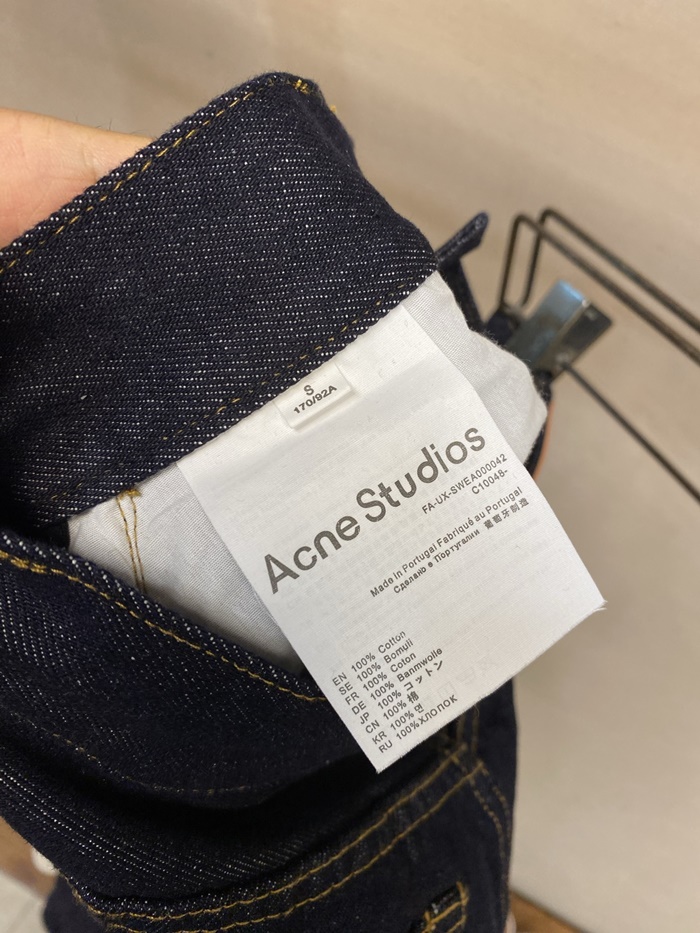 S
170/92A
Acne Studios
FA-UX-SWEA000042
C10048-
Made in Portugal Fabriqué au Portugal
Сделано в Португалии 葡萄牙制造
EN 100% Cotton
SE 100% Bomuli
FR 100% Coton
DE 100% Banmwolle
JP 100% コットン
CN 100% 棉
KR 100% 면
RU 100% ХЛОПОК